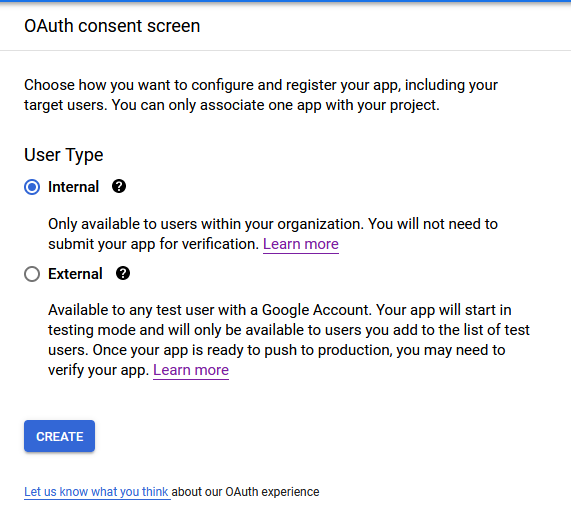 OAuth consent screen
Choose how you want to configure and register your app, including your
target users. You can only associate one app with your project.
User Type
Internal ?
Only available to users within your organization. You will not need to
submit your app for verification. Learn more
External ?
Available to any test user with a Google Account. Your app will start in
testing mode and will only be available to users you add to the list of test
users. Once your app is ready to push to production, you may need to
verify your app. Learn more
CREATE
Let us know what you think about our OAuth experience